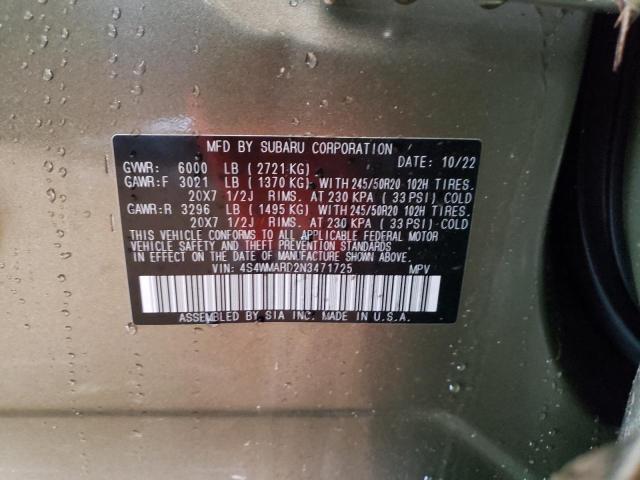 MFD BY SUBARU CORPORATION
DATE: 10/22
GVWR: 6000 LB ( 2721 KG)
GAWR:F 3021 LB ( 1370 KG) WITH 245/50R20 102H TIRES.
20X7 1/2J RIMS. AT 230 KPA ( 33 PSI) COLD
GAWR:R 3296 LB ( 1495 KG) WITH 245/50R20 102H TIRES.
20X7 1/2J RIMS. AT 230 KPA ( 33 PSI) COLD
THIS VEHICLE CONFORMS TO ALL APPLICABLE FEDERAL MOTOR
VEHICLE SAFETY AND THEFT PREVENTION STANDARDS
IN EFFECT ON THE DATE OF MANUFACTURE SHOWN ABOVE.
VIN: 4S4WMARD2N3471725 MPV
ASSEMBLED BY SIA INC. MADE IN U.S.A.